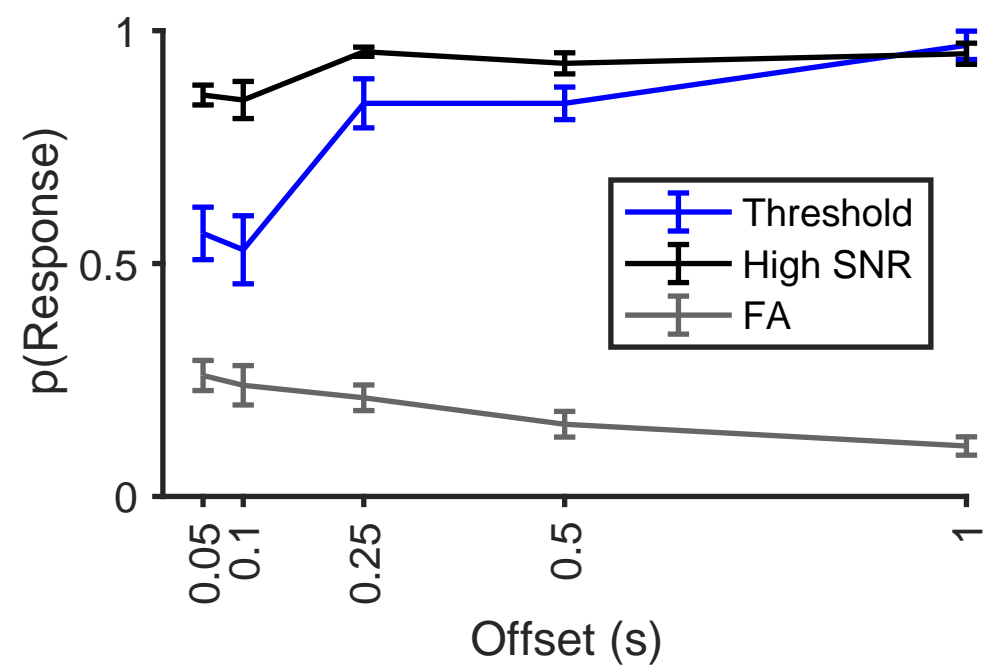 1
0.5
0
p(Response)
Threshold
High SNR
FA
0.05
0.1
0.25
0.5
1
Offset (s)